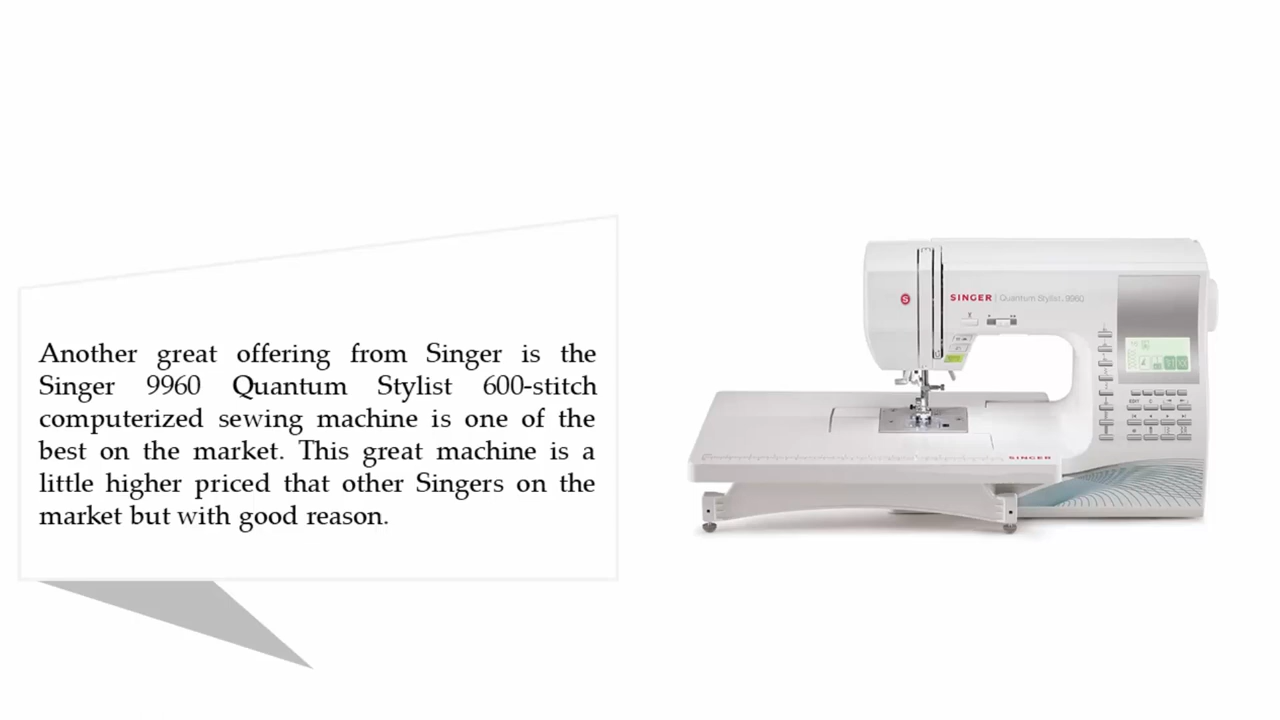 Another great offering from Singer is the
Singer 9960 Quantum Stylist 600-stitch
computerized sewing machine is one of the
best on the market. This great machine is a
little higher priced that other Singers on the
market but with good reason.
S SINGER | Quantum Stylist 9960
SINGER